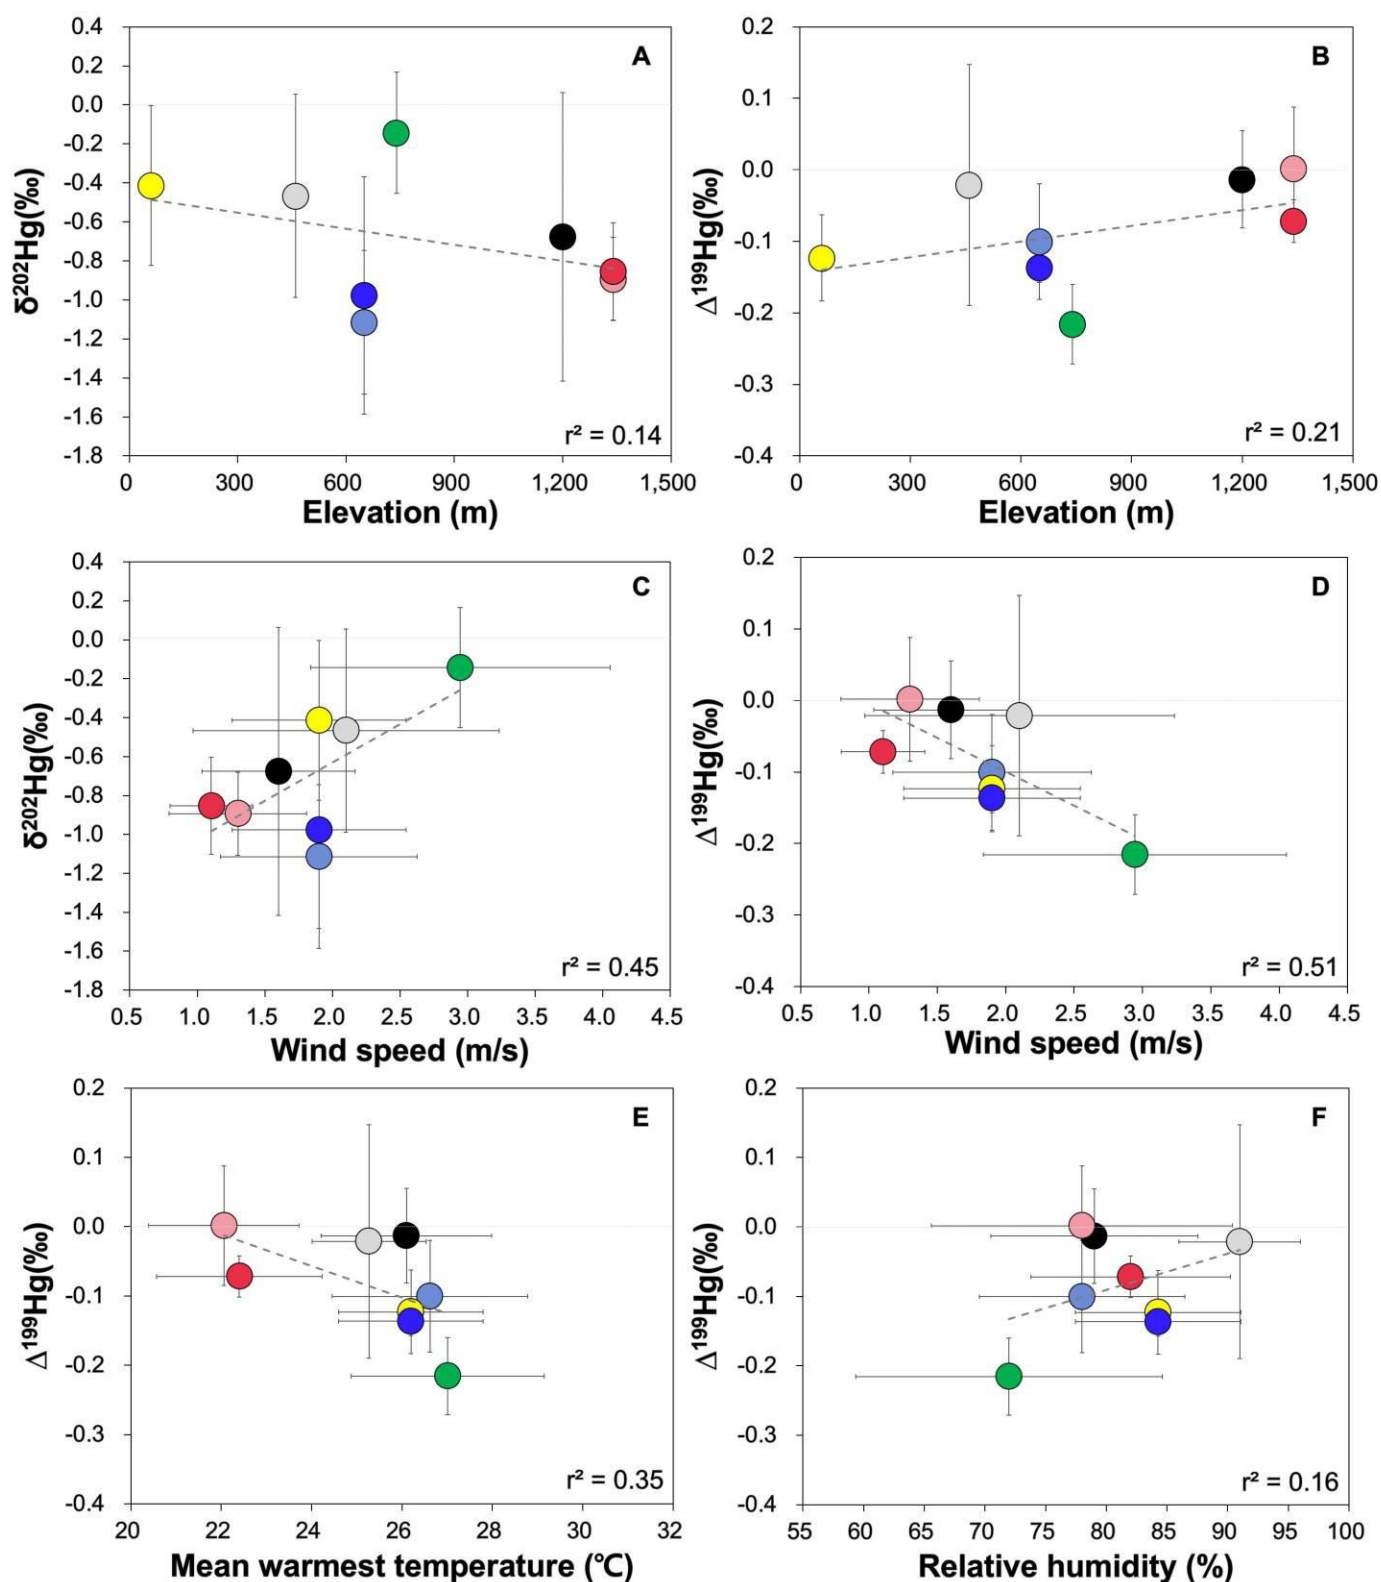 A
δ²⁰²Hg(‰)
0.4
0.2
0.0
-0.2
-0.4
-0.6
-0.8
-1.0
-1.2
-1.4
-1.6
-1.8
r² = 0.14
0 300 600 900 1,200 1,500
Elevation (m)
B
Δ¹⁹⁹Hg(‰)
0.2
0.1
0.0
-0.1
-0.2
-0.3
-0.4
r² = 0.21
0 300 600 900 1,200 1,500
Elevation (m)
C
δ²⁰²Hg(‰)
0.4
0.2
0.0
-0.2
-0.4
-0.6
-0.8
-1.0
-1.2
-1.4
-1.6
-1.8
r² = 0.45
0.5 1.0 1.5 2.0 2.5 3.0 3.5 4.0 4.5
Wind speed (m/s)
D
Δ¹⁹⁹Hg(‰)
0.2
0.1
0.0
-0.1
-0.2
-0.3
-0.4
r² = 0.51
0.5 1.0 1.5 2.0 2.5 3.0 3.5 4.0 4.5
Wind speed (m/s)
E
Δ¹⁹⁹Hg(‰)
0.2
0.1
0.0
-0.1
-0.2
-0.3
-0.4
r² = 0.35
20 22 24 26 28 30 32
Mean warmest temperature (℃)
F
Δ¹⁹⁹Hg(‰)
0.2
0.1
0.0
-0.1
-0.2
-0.3
-0.4
r² = 0.16
55 60 65 70 75 80 85 90 95 100
Relative humidity (%)